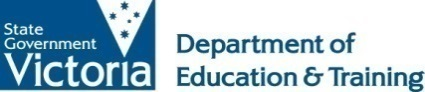 State
Government
Victoria
Department of
Education & Training